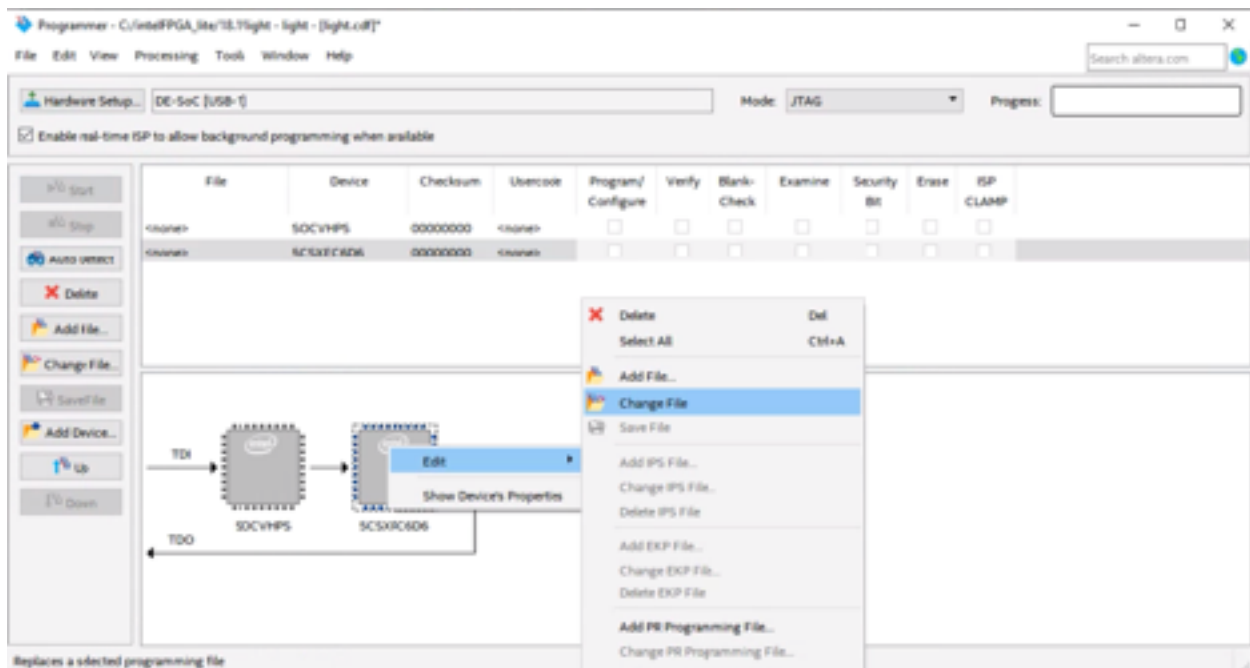 Programmer - C:/intelFPGA_lite/18.1/light - light - [light.cdf]*
File Edit View Processing Tools Window Help
Search altera.com
Hardware Setup... DE-SoC [USB-1] Mode: JTAG Progress:
Enable real-time ISP to allow background programming when available
File Device Checksum Usercode Program/Configure Verify Blank-Check Examine Security Bit Erase ISP CLAMP
<none> SOCVHPS 00000000 <none>
<none> 5CSXFC6D6 00000000 <none>
Start
Stop
Auto Detect
Delete
Add File...
Change File...
Save File
Add Device...
Up
Down
TDI
TDO
intel
SOCVHPS
5CSXFC6D6
Edit
Show Device's Properties
Delete Del
Select All Ctrl+A
Add File...
Change File
Save File
Add IPS File...
Change IPS File...
Delete IPS File
Add EKP File...
Change EKP File...
Delete EKP File
Add PR Programming File...
Change PR Programming File...
Replaces a selected programming file